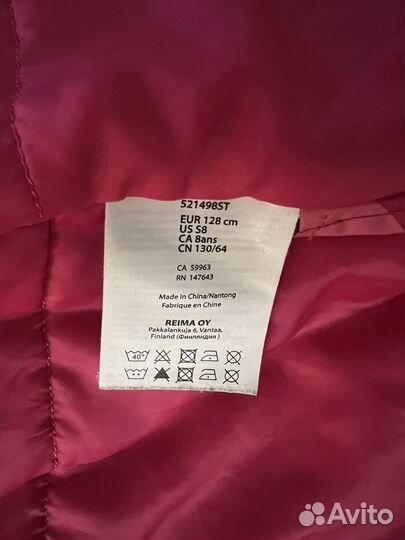 521498ST
EUR 128 cm
US S8
CA 8ans
CN 130/64
CA 59963
RN 147643
Made in China/Nantong
Fabrique en Chine
REIMA OY
Pakkalankuja 6, Vantaa,
Finland (Финляндия)
40°
Avito